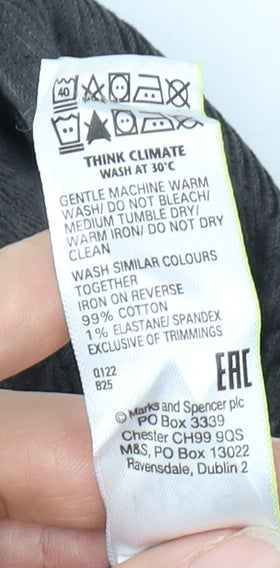 40
THINK CLIMATE
WASH AT 30°C
GENTLE MACHINE WARM
WASH/ DO NOT BLEACH/
MEDIUM TUMBLE DRY/
WARM IRON/ DO NOT DRY
CLEAN
WASH SIMILAR COLOURS
TOGETHER
IRON ON REVERSE
99% COTTON
1% ELASTANE/ SPANDEX
EXCLUSIVE OF TRIMMINGS
Q122
B25
EAC
© Marks and Spencer plc
PO Box 3339
Chester CH99 9QS
M&S, PO Box 13022
Ravensdale, Dublin 2